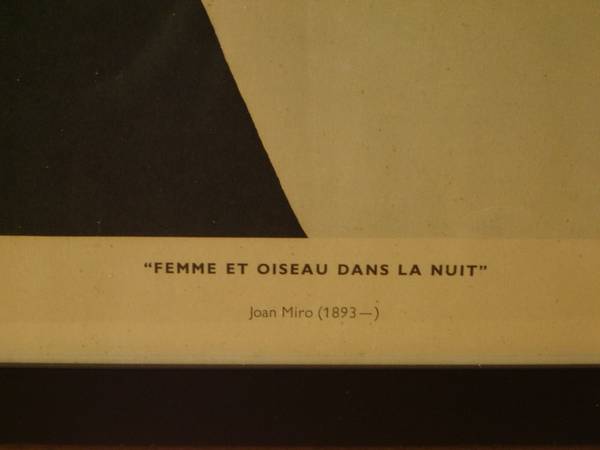 “FEMME ET OISEAU DANS LA NUIT”
Joan Miro (1893—)